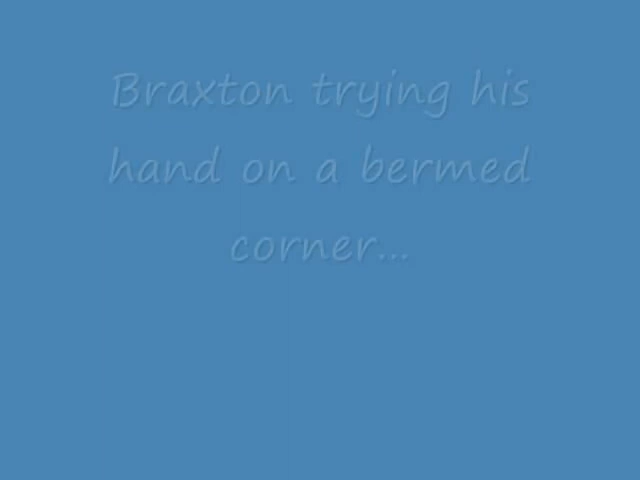 Braxton trying his
hand on a bermed
corner...